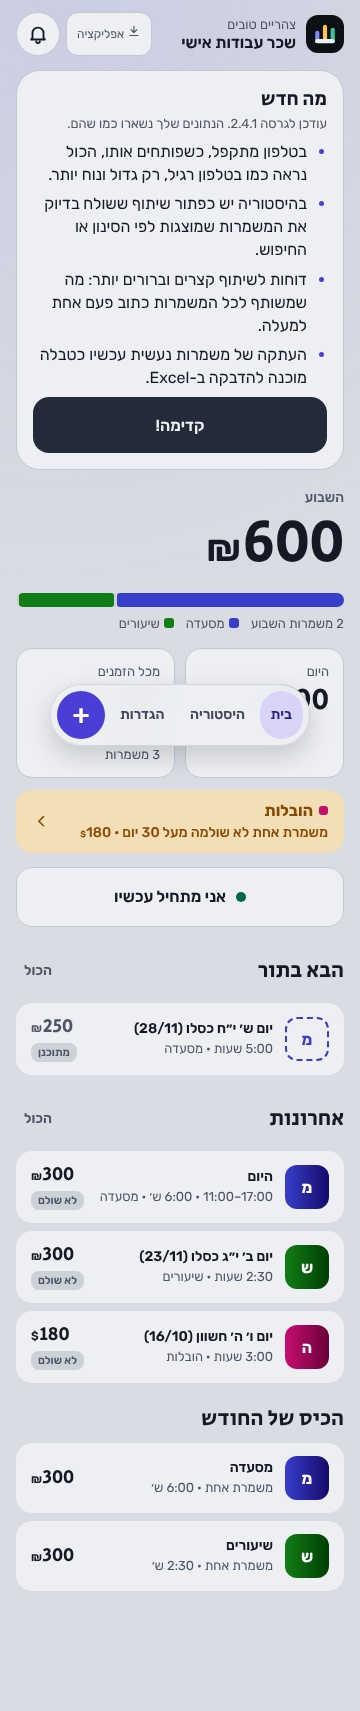 צהריים טובים
שכר עבודות אישי
אפליקציה
מה חדש
עודכן לגרסה 2.4.1. הנתונים שלך נשארו כמו שהם.
• בטלפון מתקפל, כשפותחים אותו, הכול
נראה כמו בטלפון רגיל, רק גדול ונוח יותר.
• בהיסטוריה יש כפתור שיתוף ששולח בדיוק
את המשמרות שמוצגות לפי הסינון או
החיפוש.
• דוחות לשיתוף קצרים וברורים יותר: מה
שמשותף לכל המשמרות כתוב פעם אחת
למעלה.
• העתקה של משמרות נעשית עכשיו כטבלה
מוכנה להדבקה ב-Excel.
קדימה!
השבוע
₪600
2 משמרות השבוע מסעדה שיעורים
היום
מכל הזמנים
3 משמרות
בית היסטוריה הגדרות +
הובלות
משמרת אחת לא שולמה מעל 30 יום • $180
אני מתחיל עכשיו
הבא בתור הכול
מ
יום ש׳ י״ח כסלו (28/11)
5:00 שעות • מסעדה
₪250
מתוכנן
אחרונות הכול
מ
היום
11:00–17:00 • 6:00 ש׳ • מסעדה
₪300
לא שולם
ש
יום ב׳ י״ג כסלו (23/11)
2:30 שעות • שיעורים
₪300
לא שולם
ה
יום ו׳ ה׳ חשוון (16/10)
3:00 שעות • הובלות
$180
לא שולם
הכיס של החודש
מ
מסעדה
משמרת אחת • 6:00 ש׳
₪300
ש
שיעורים
משמרת אחת • 2:30 ש׳
₪300